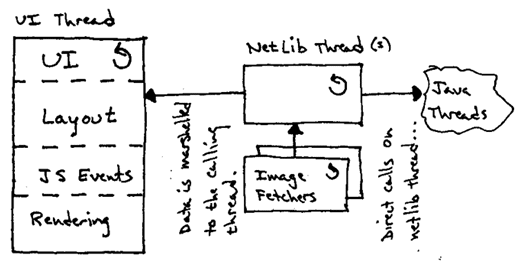 UI Thread
UI
Layout
JS Events
Rendering
NetLib Thread (s)
Data is marshelled
to the calling
thread.
Image
Fetchers
Direct calls on
netlib thread...
Java
Threads